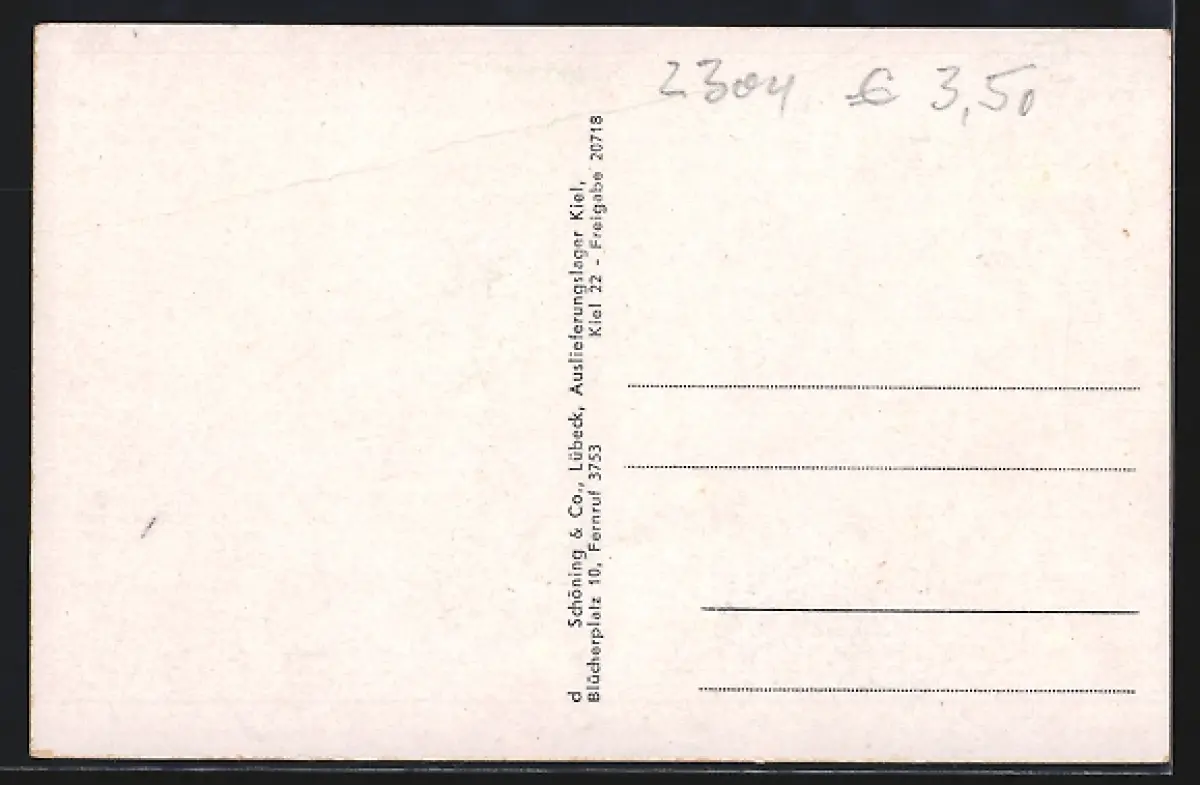 2304 € 3,50
d Schöning & Co., Lübeck, Auslieferungslager Kiel,
Blücherplatz 10, Fernruf 3753 Kiel 22 - Freigabe 20718